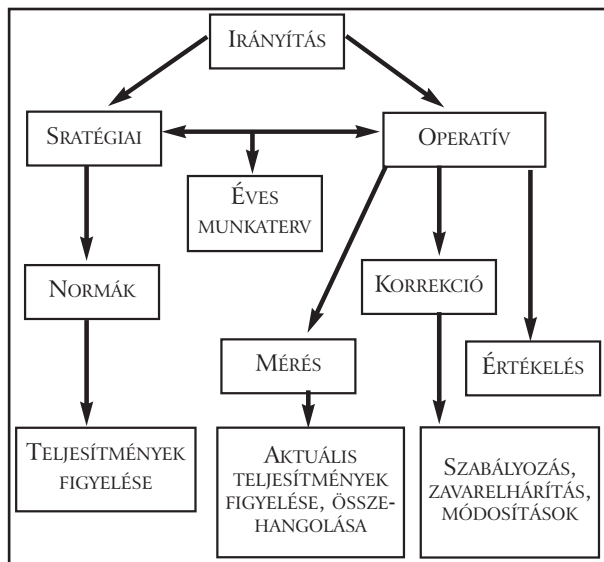 IRÁNYÍTÁS
SRATÉGIAI
OPERATÍV
ÉVES
MUNKATERV
NORMÁK
KORREKCIÓ
MÉRÉS
ÉRTÉKELÉS
TELJESÍTMÉNYEK
FIGYELÉSE
AKTUÁLIS
TELJESÍTMÉNYEK
FIGYELÉSE, ÖSSZE-
HANGOLÁSA
SZABÁLYOZÁS,
ZAVARELHÁRÍTÁS,
MÓDOSÍTÁSOK